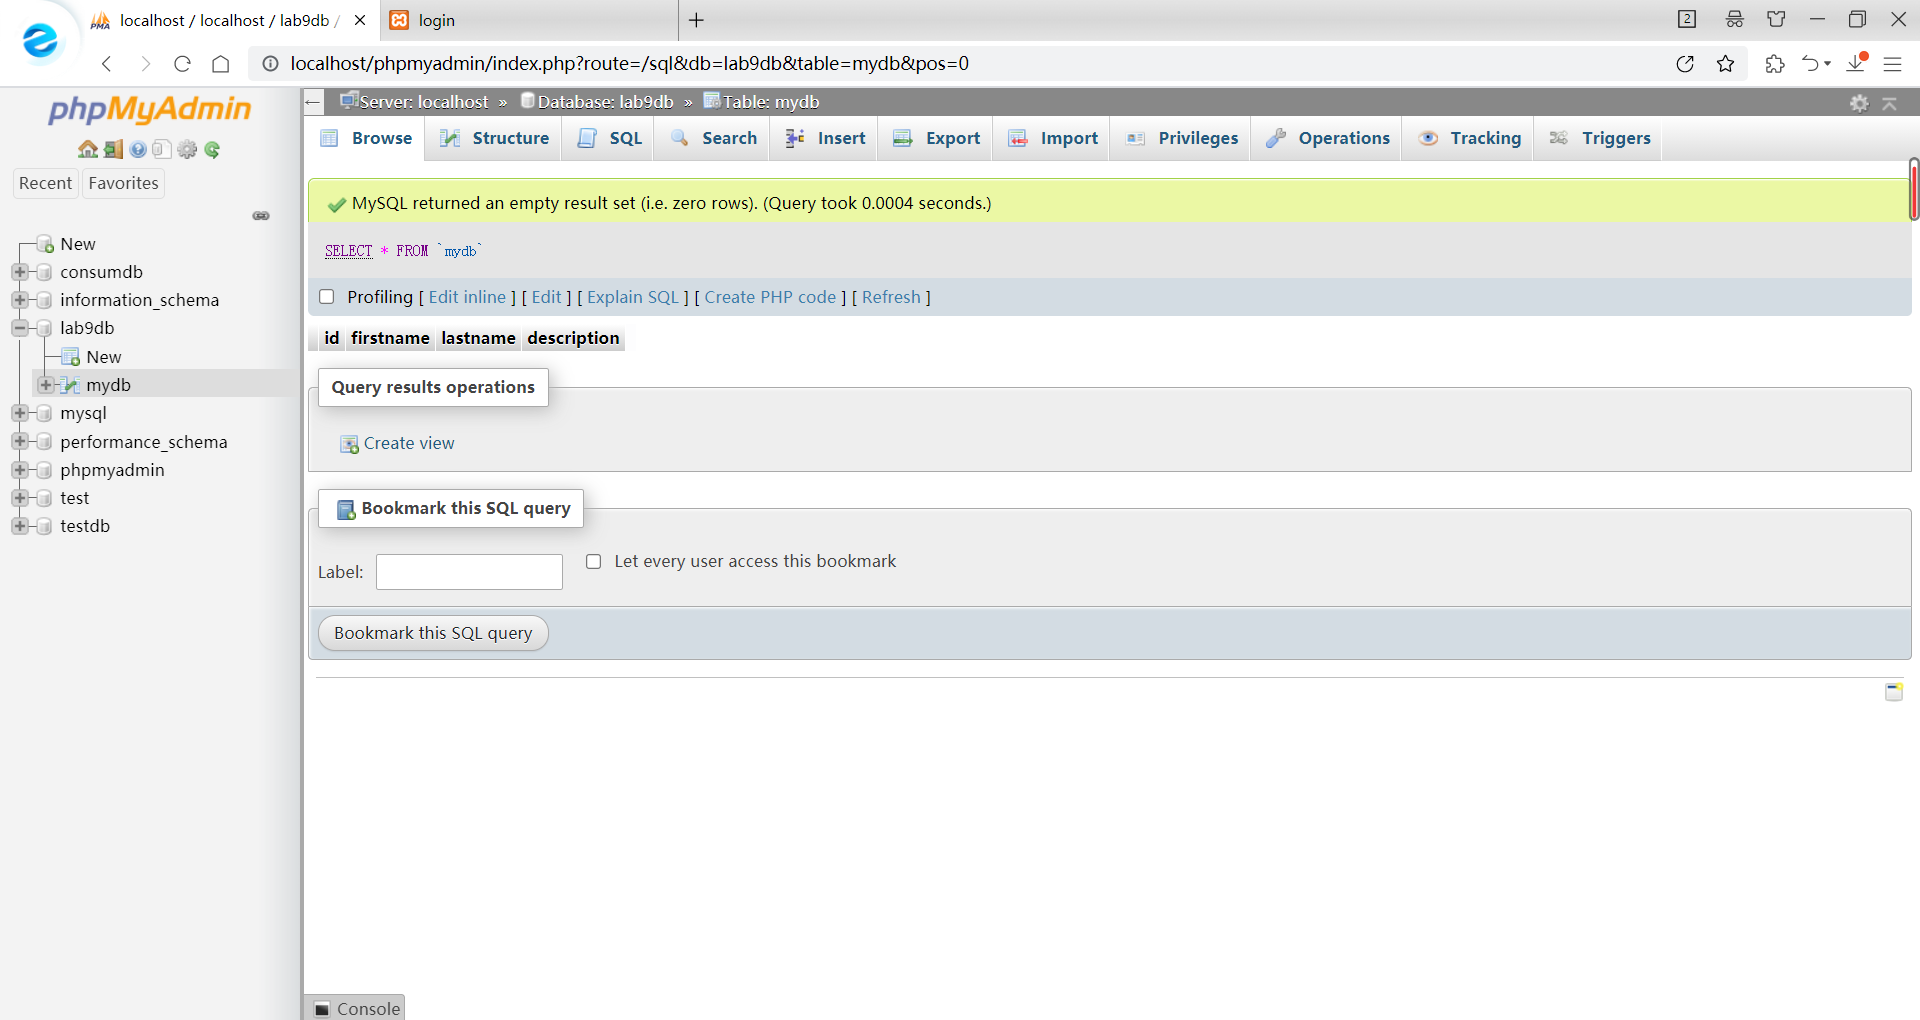 localhost / localhost / lab9db /
login
2
localhost/phpmyadmin/index.php?route=/sql&db=lab9db&table=mydb&pos=0
phpMyAdmin
Recent
Favorites
New
consumdb
information_schema
lab9db
New
mydb
mysql
performance_schema
phpmyadmin
test
testdb
Server: localhost » Database: lab9db » Table: mydb
Browse Structure SQL Search Insert Export Import Privileges Operations Tracking Triggers
MySQL returned an empty result set (i.e. zero rows). (Query took 0.0004 seconds.)
SELECT * FROM `mydb`
Profiling [ Edit inline ] [ Edit ] [ Explain SQL ] [ Create PHP code ] [ Refresh ]
id firstname lastname description
Query results operations
Create view
Bookmark this SQL query
Label:
Let every user access this bookmark
Bookmark this SQL query
Console